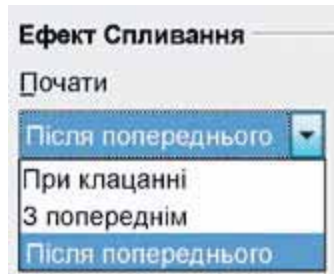 Ефект Спливання
Почати
Після попереднього
При клацанні
З попереднім
Після попереднього